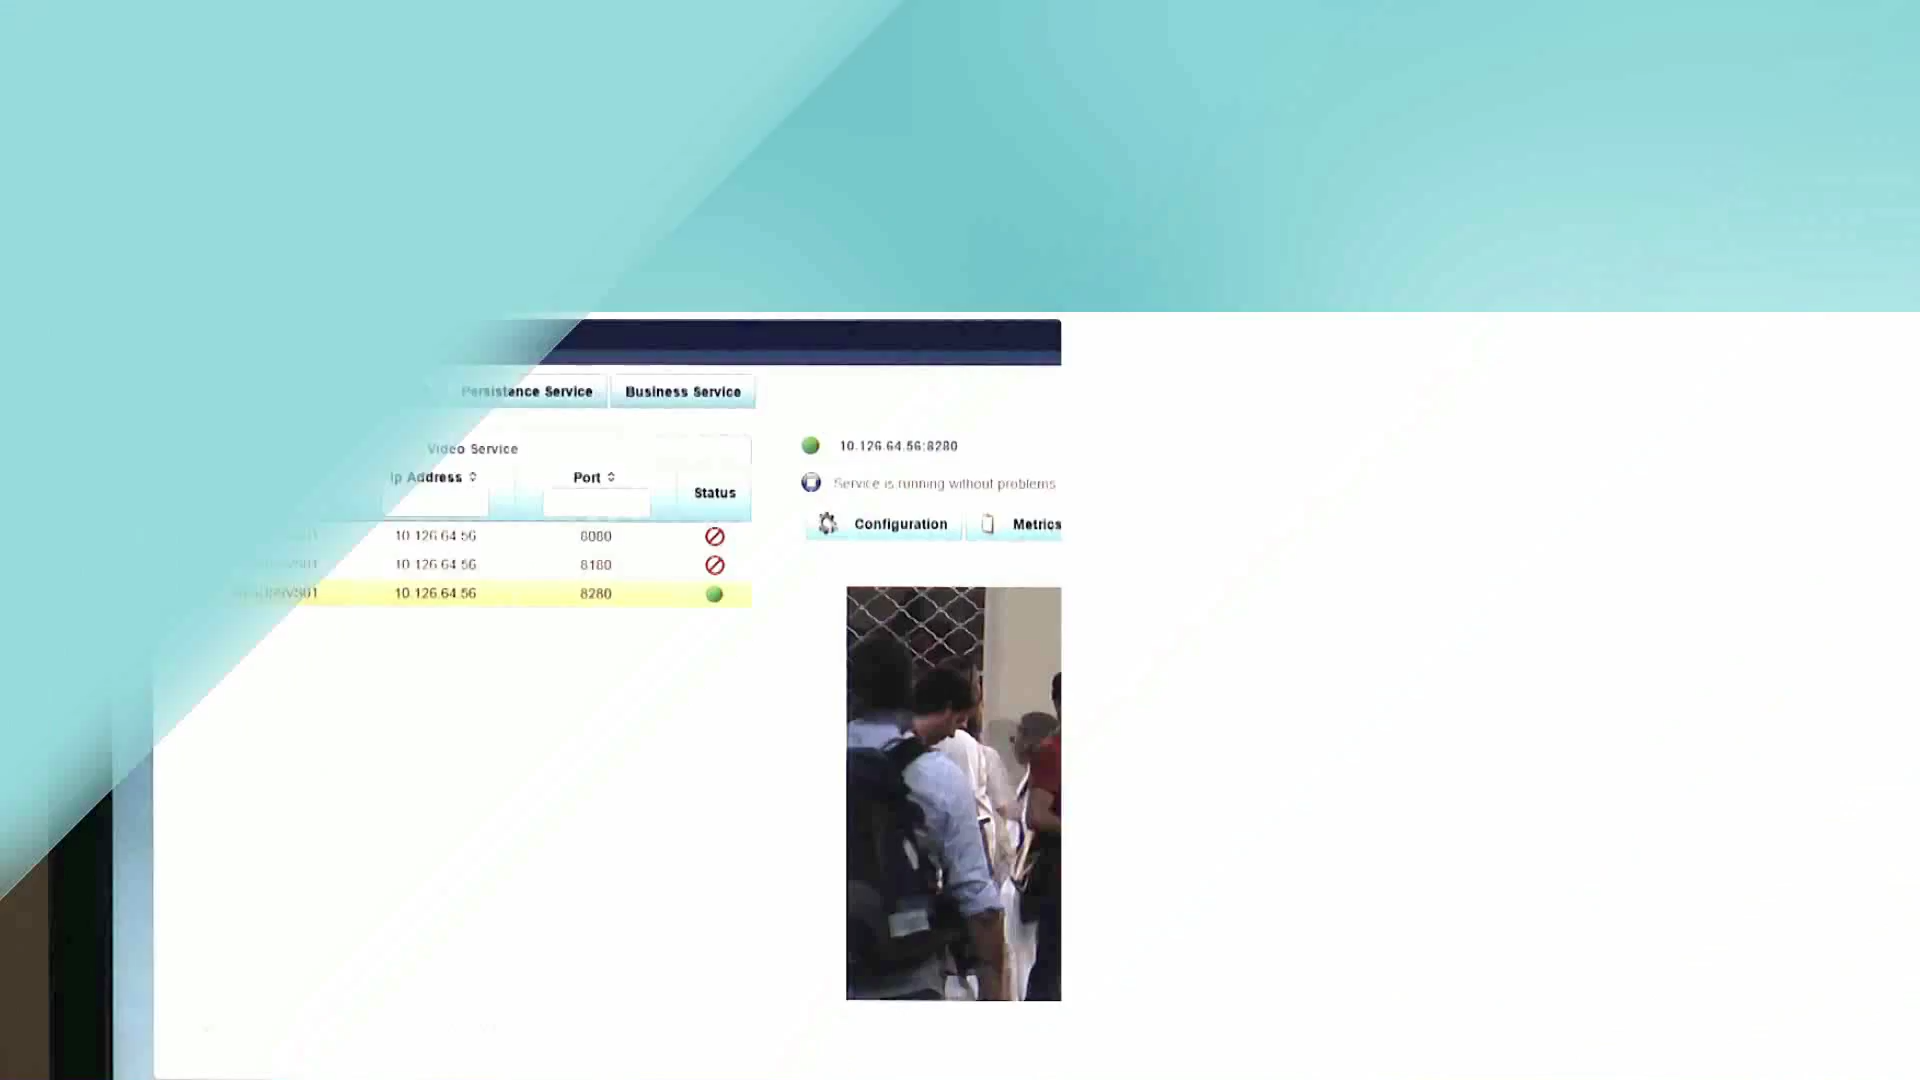 Persistance Service Business Service
Video Service
Ip Address Port Status
10.126.64.56 8080
10.126.64.56 8180
10.126.64.56 8280
10.126.64.56:8280
Service is running without problems
Configuration Metrics